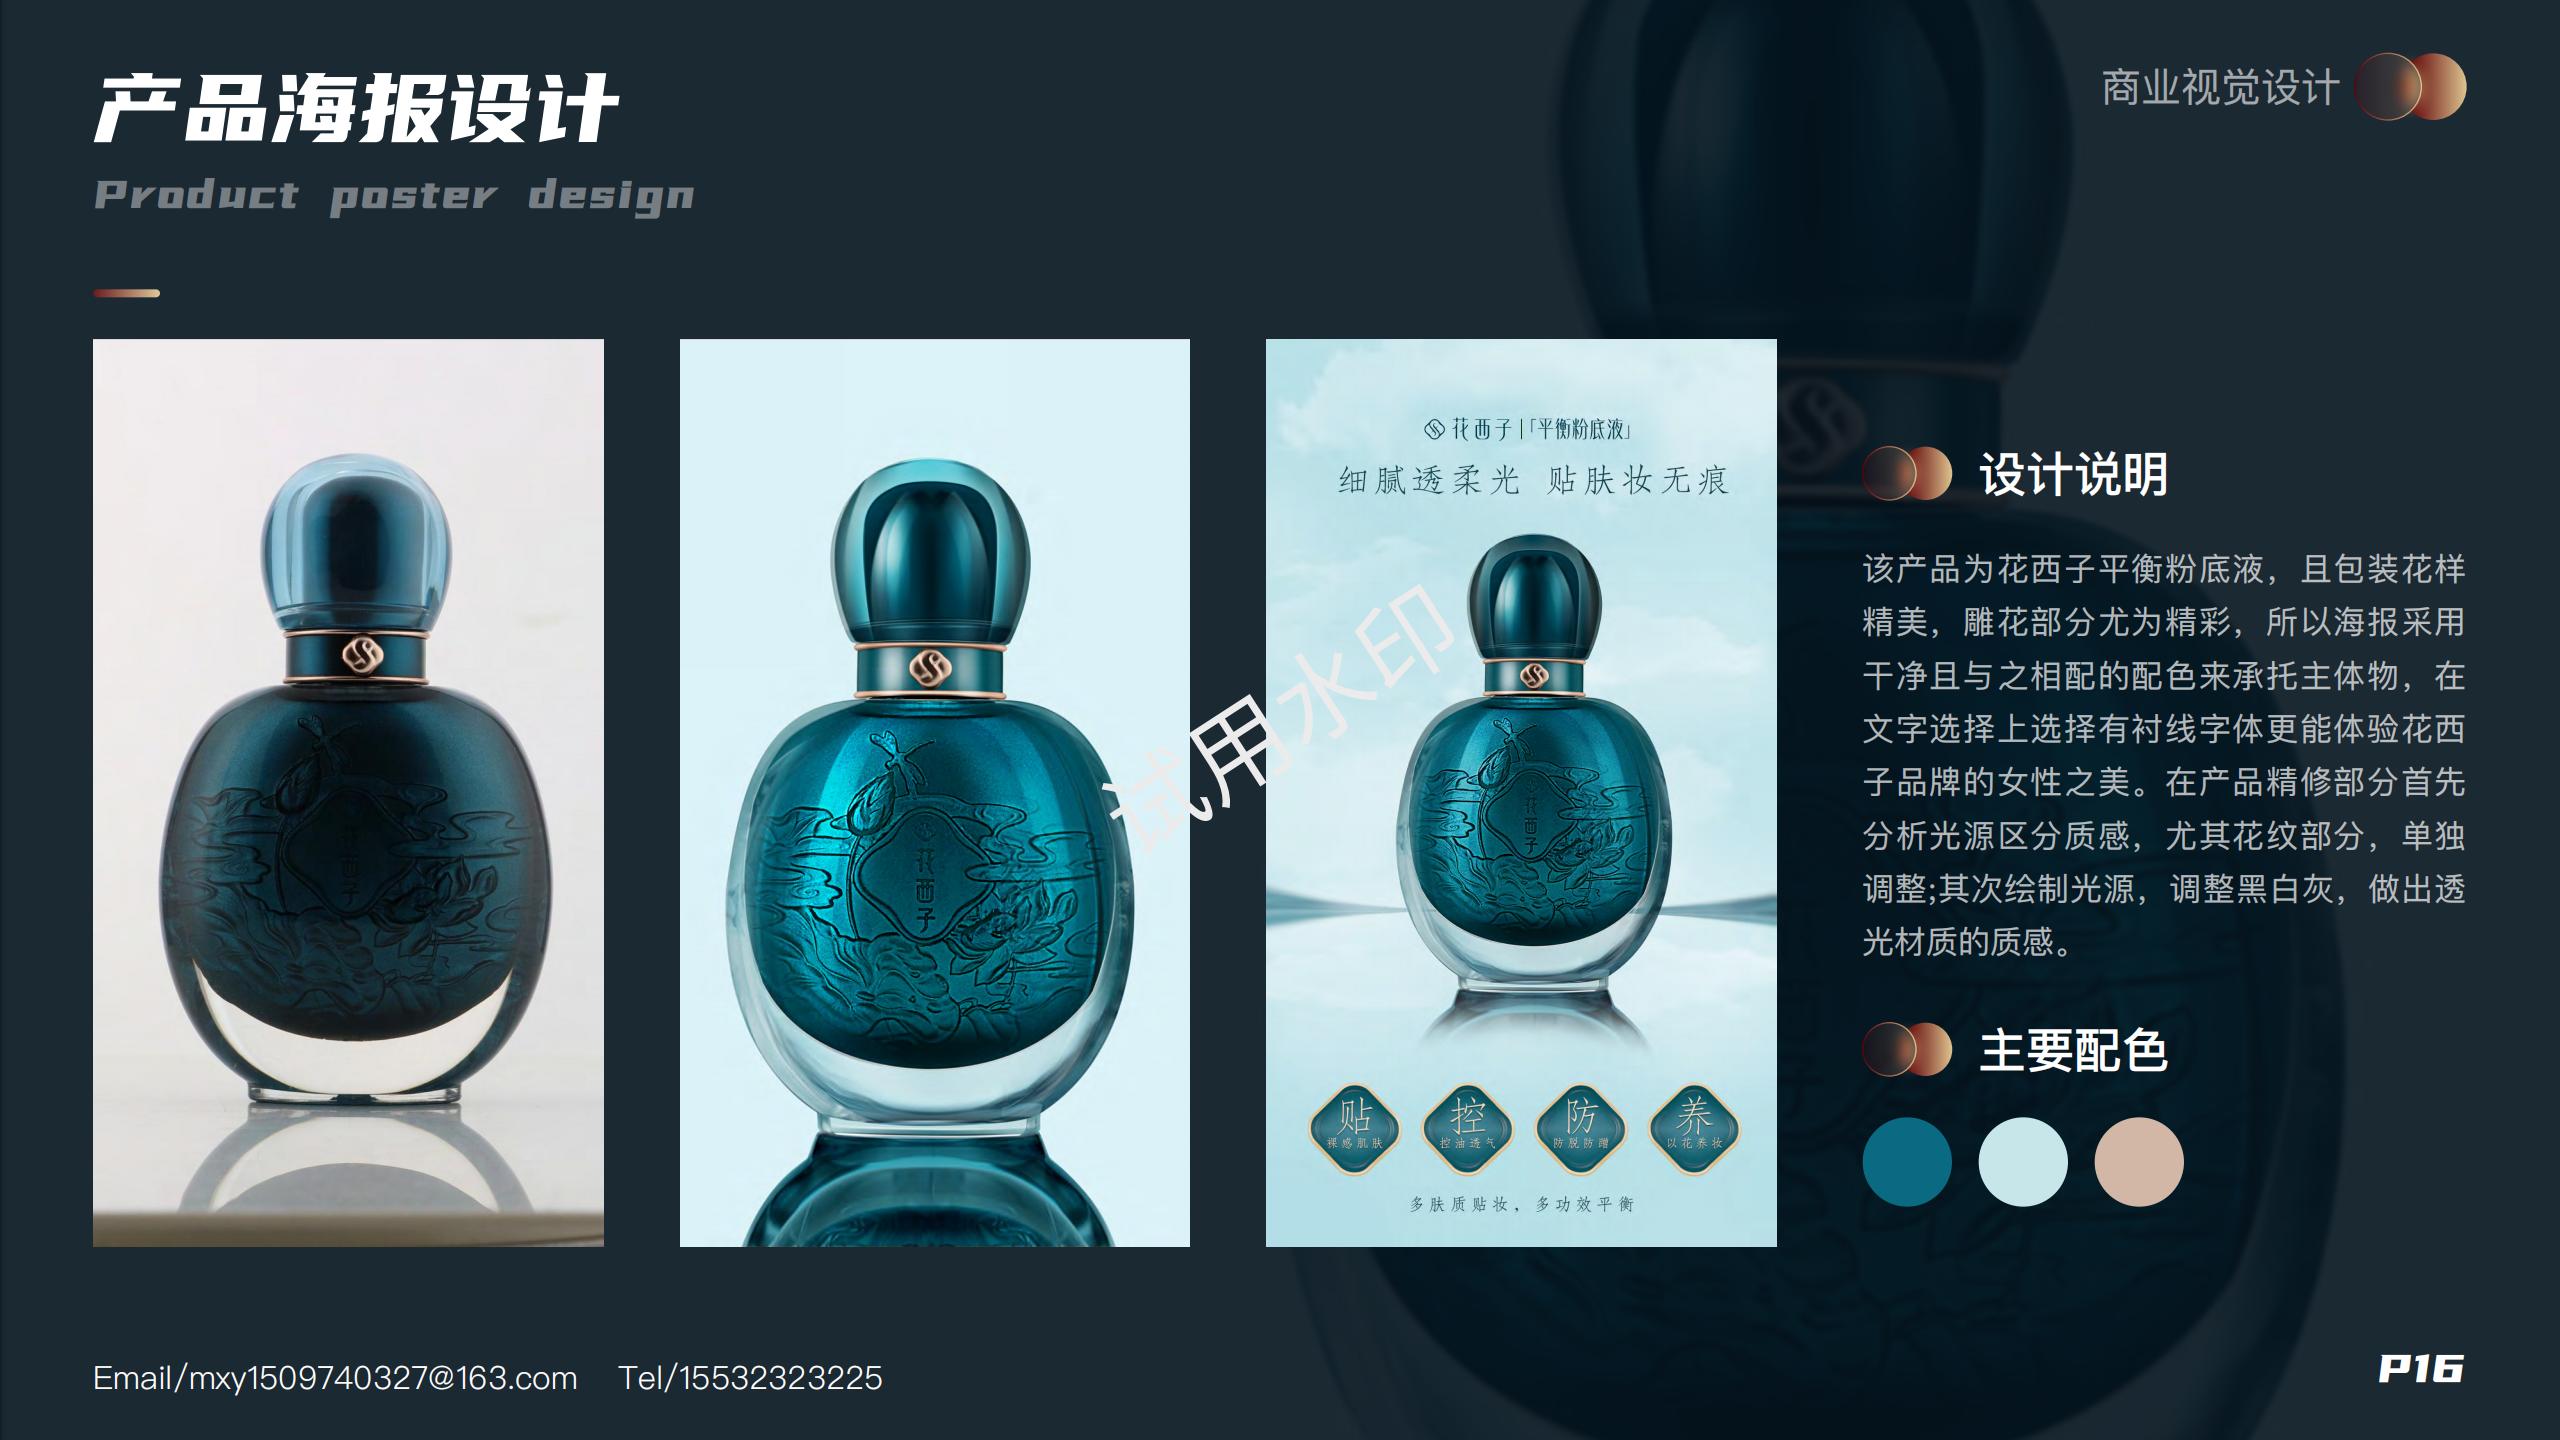 产品海报设计
Product poster design
商业视觉设计
花西子
花西子|「平衡粉底液」
细腻透柔光 贴肤妆无痕
花西子
贴
裸感肌肤
控
控油透气
防
防脱防蹭
养
以花养妆
多肤质贴妆，多功效平衡
试用水印
设计说明
该产品为花西子平衡粉底液，且包装花样
精美，雕花部分尤为精彩，所以海报采用
干净且与之相配的配色来承托主体物，在
文字选择上选择有衬线字体更能体验花西
子品牌的女性之美。在产品精修部分首先
分析光源区分质感，尤其花纹部分，单独
调整;其次绘制光源，调整黑白灰，做出透
光材质的质感。
主要配色
Email/mxy1509740327@163.com Tel/15532323225
P16